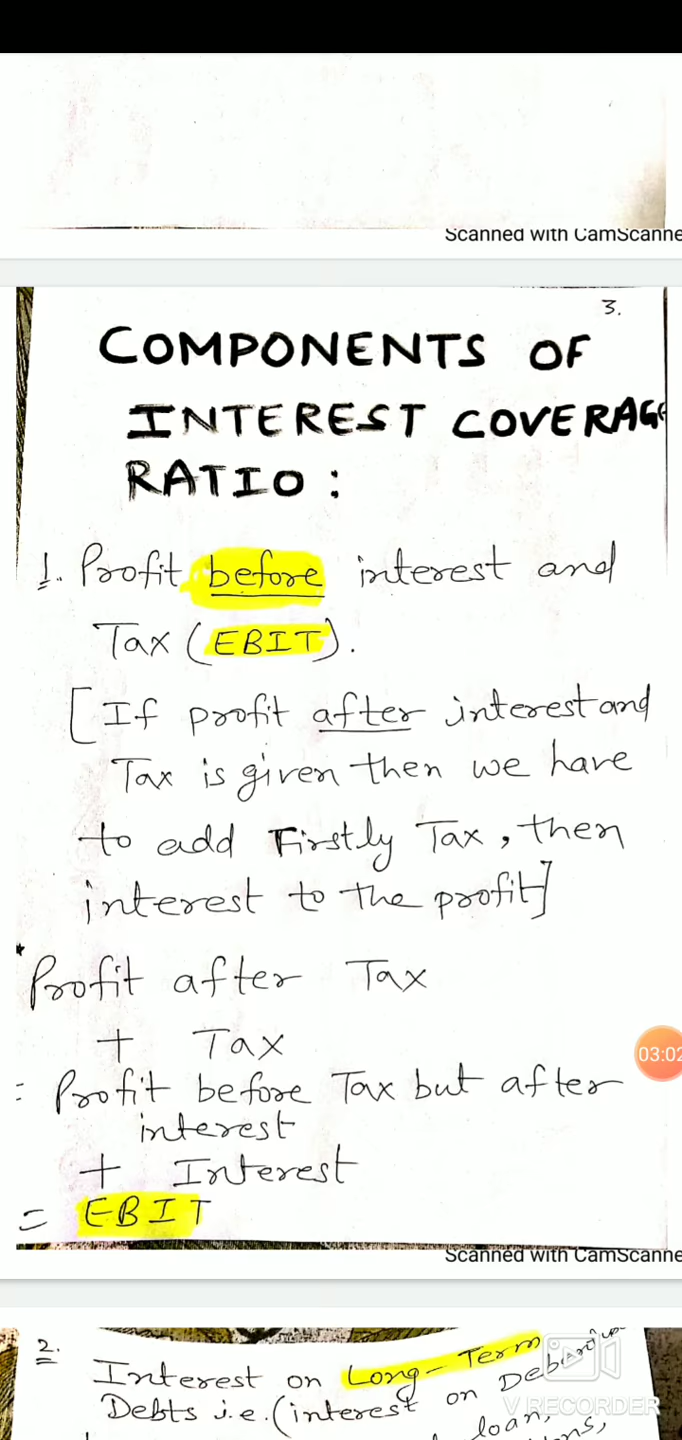 Scanned with CamScanne
3.
COMPONENTS OF
INTEREST COVERAGE
RATIO :
1. Profit before interest and
Tax (EBIT).
[If profit after interest and
Tax is given then we have
to add Firstly Tax, then
interest to the profit]
* Profit after Tax
+ Tax
= Profit before Tax but after
interest
+ Interest
= EBIT
03:02
Scanned with CamScanne
2. Interest on Long-Term
Debts i.e. (interest on
loan,
V RECORDER